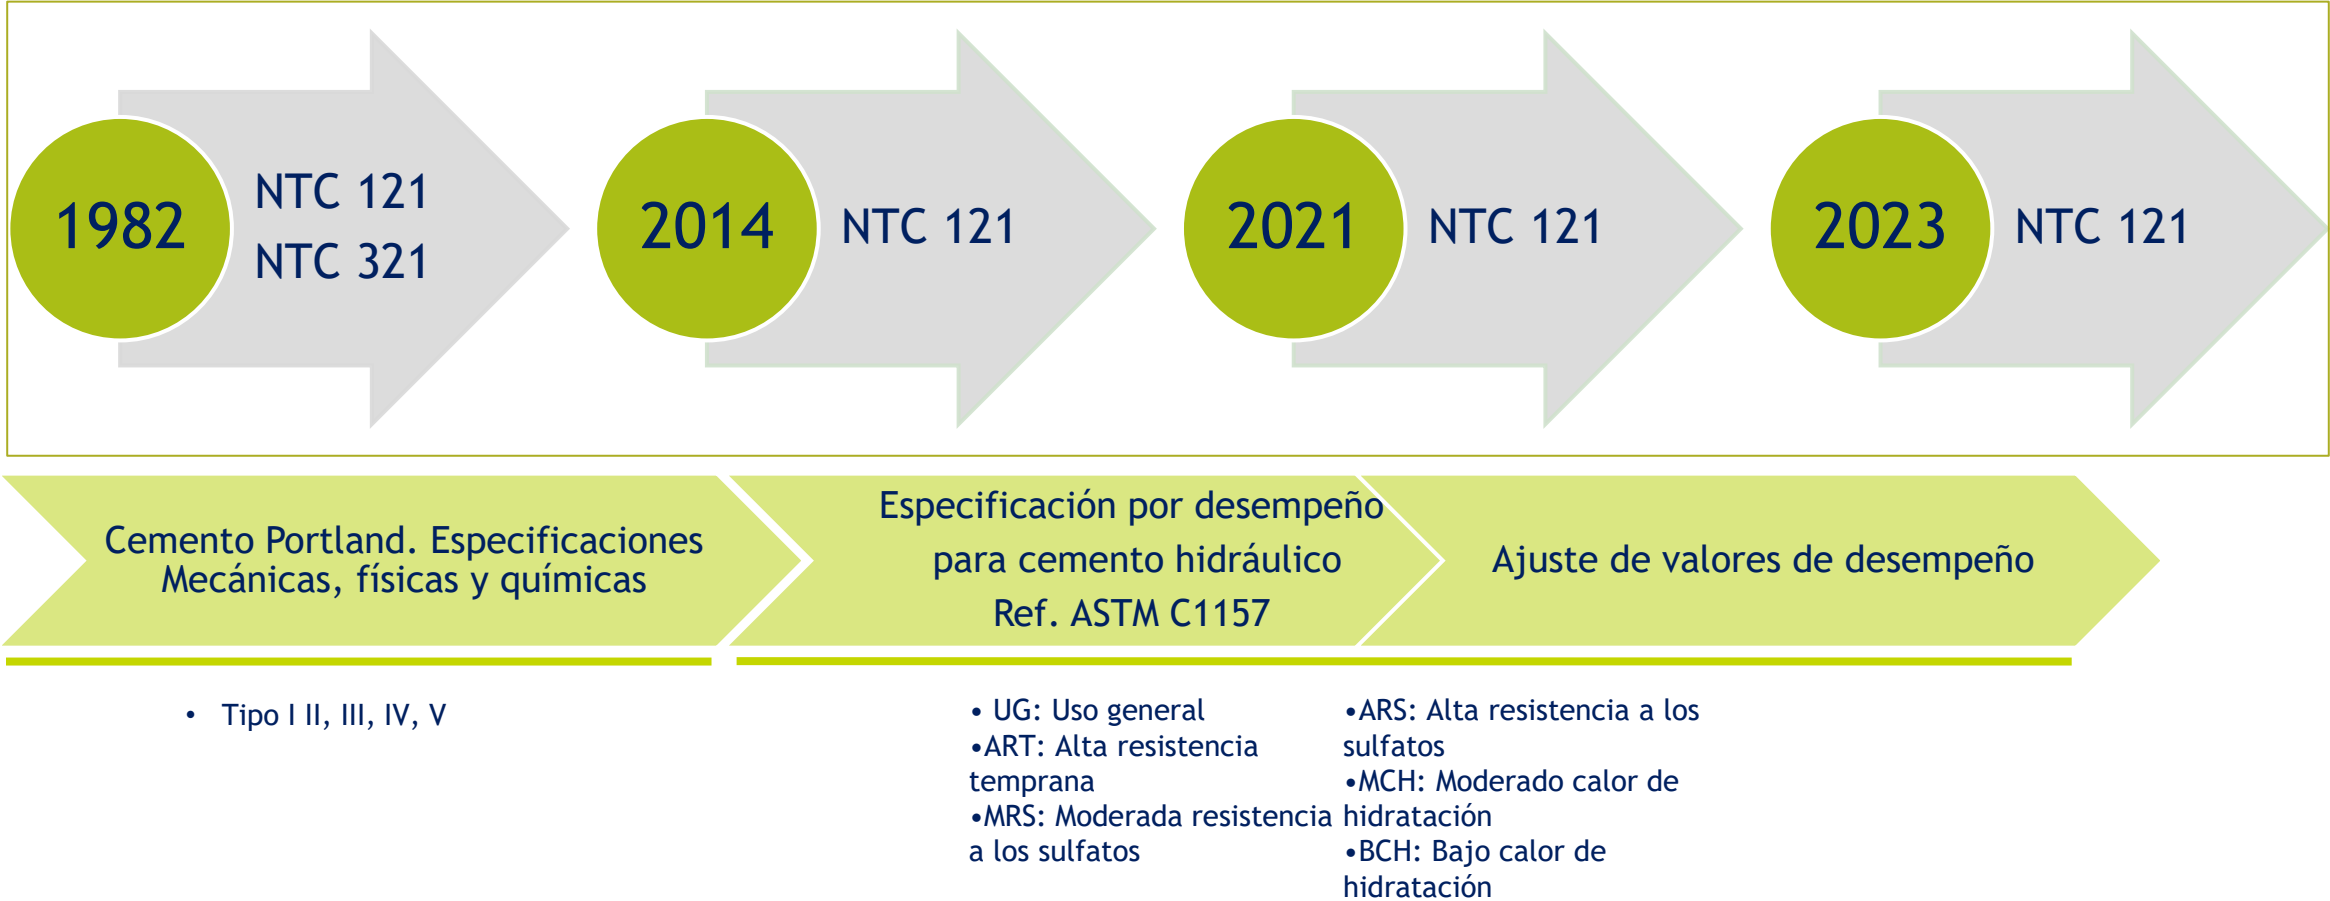 1982
NTC 121
NTC 321
2014
NTC 121
2021
NTC 121
2023
NTC 121
Cemento Portland. Especificaciones
Mecánicas, físicas y químicas
Especificación por desempeño
para cemento hidráulico
Ref. ASTM C1157
Ajuste de valores de desempeño
• Tipo I II, III, IV, V
• UG: Uso general
•ART: Alta resistencia
temprana
•MRS: Moderada resistencia
a los sulfatos
•ARS: Alta resistencia a los
sulfatos
•MCH: Moderado calor de
hidratación
•BCH: Bajo calor de
hidratación